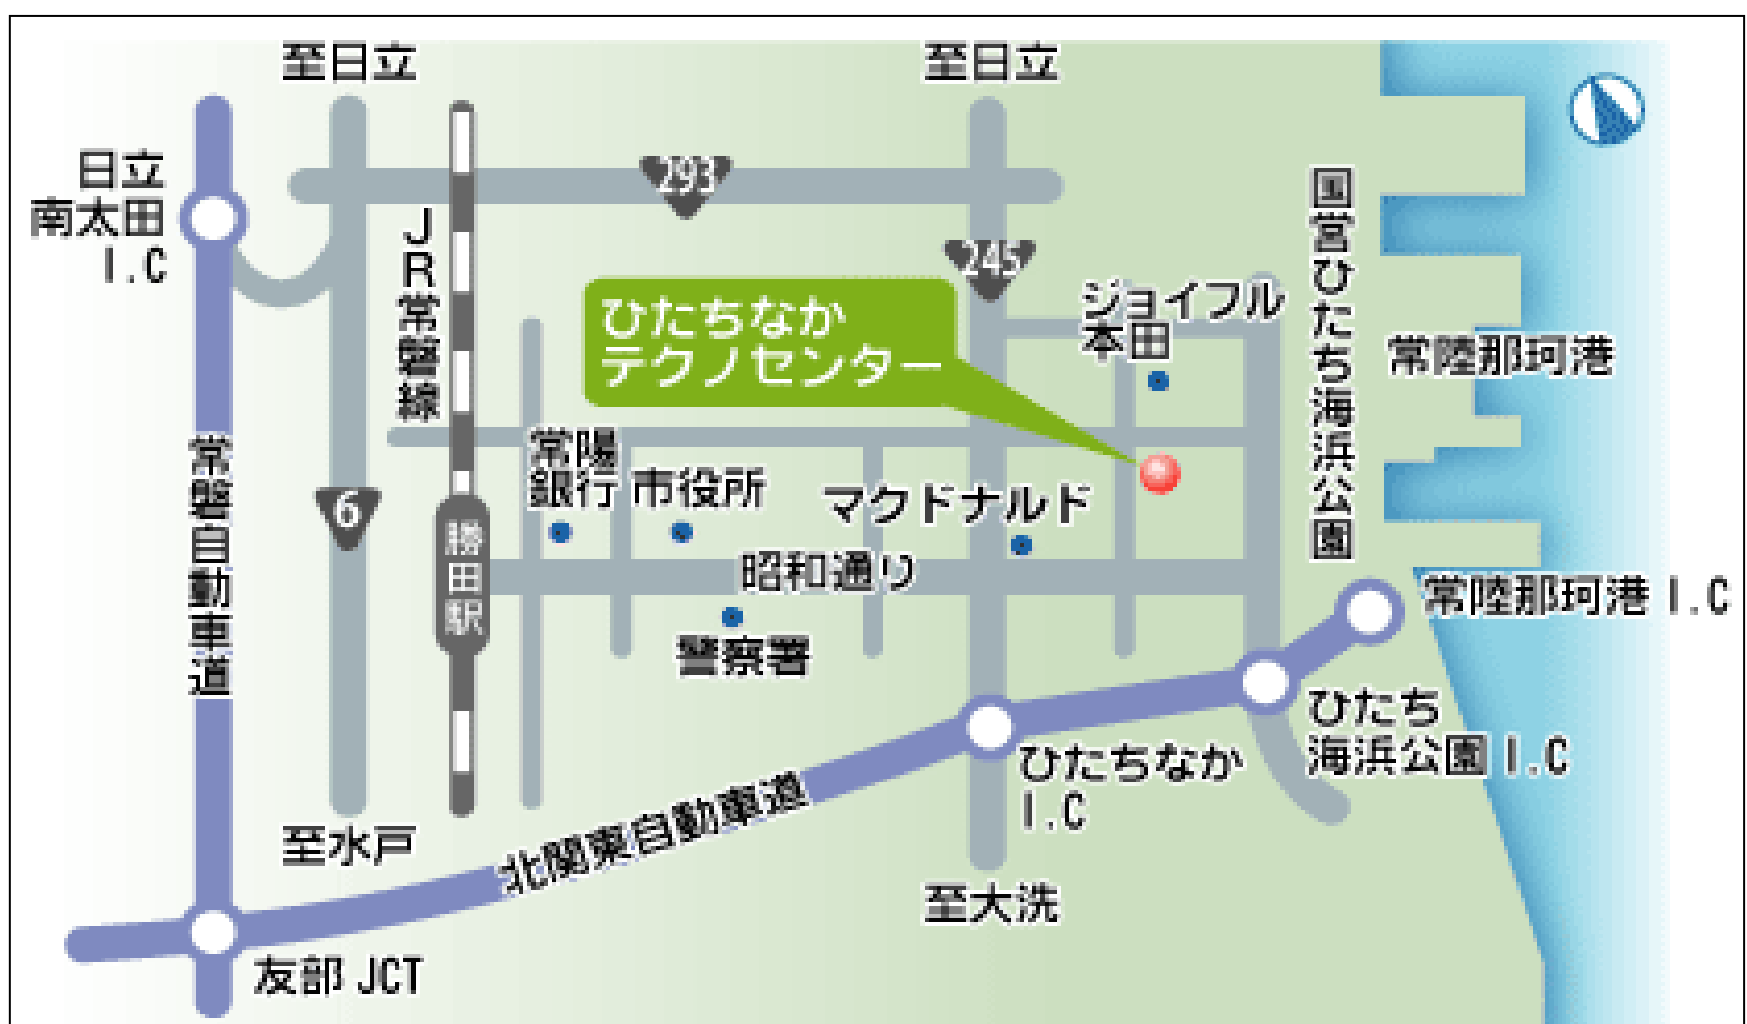 至日立
至日立
日立
南太田
I.C
293
JR常磐線
245
国営ひたち海浜公園
ひたちなか
テクノセンター
ジョイフル
本田
常陸那珂港
常磐自動車道
6
常陽
銀行
市役所
マクドナルド
勝田駅
昭和通り
警察署
常陸那珂港 I.C
ひたち
海浜公園 I.C
ひたちなか
I.C
北関東自動車道
至水戸
至大洗
友部 JCT